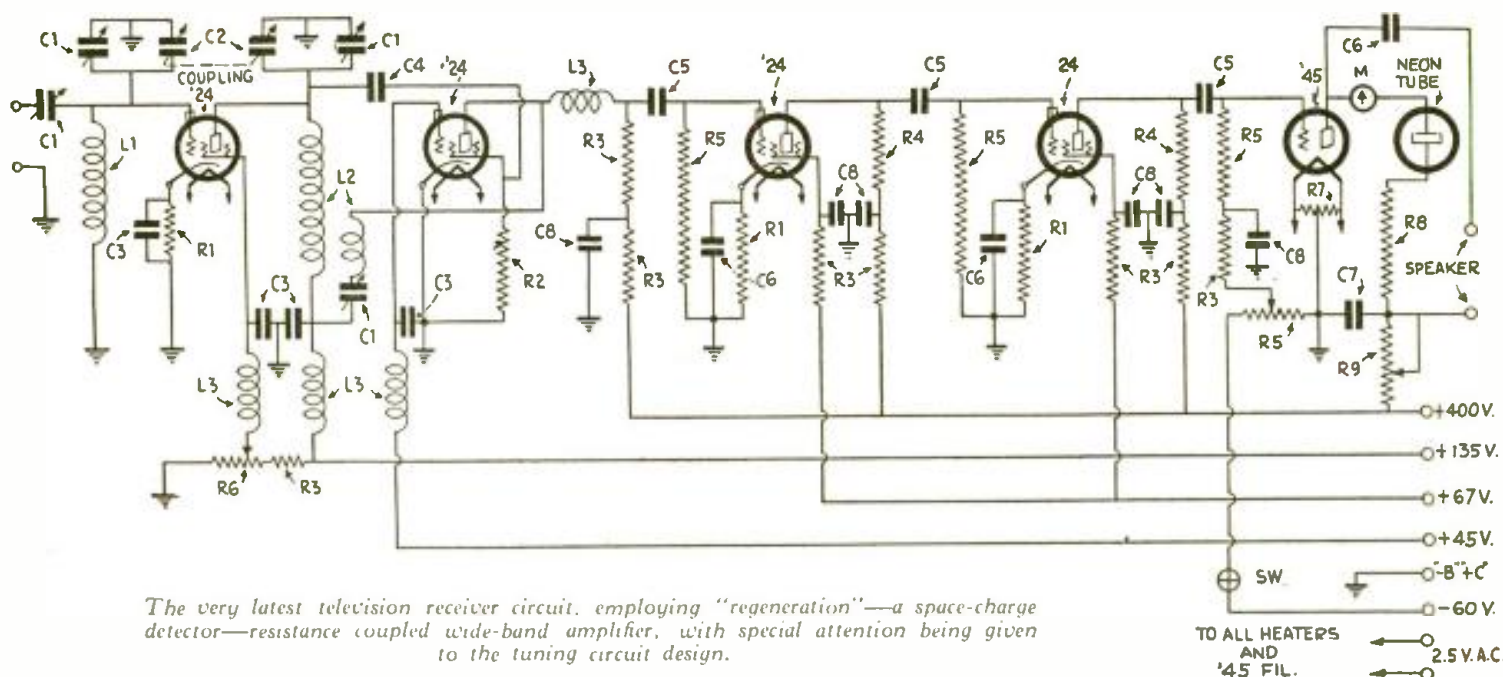 C1
C2
C1
COUPLING
C1
'24
L1
C3
R1
C4
'24
L2
C3
L3
R6
R3
C1
L3
C3
R2
L3
C5
R3
C8
R3
R5
'24
C6
R1
C8
R3
R4
C5
R5
24
C6
R1
C8
R3
R4
C5
R5
R3
C8
'45
R7
R5
M
C6
NEON
TUBE
R8
C7
R9
SPEAKER
+400V.
+135V.
+67V.
+45V.
"-B"+C"
-60V.
SW
TO ALL HEATERS
AND
'45 FIL.
2.5 V.A.C
The very latest television receiver circuit, employing "regeneration"—a space-charge
detector—resistance coupled wide-band amplifier, with special attention being given
to the tuning circuit design.